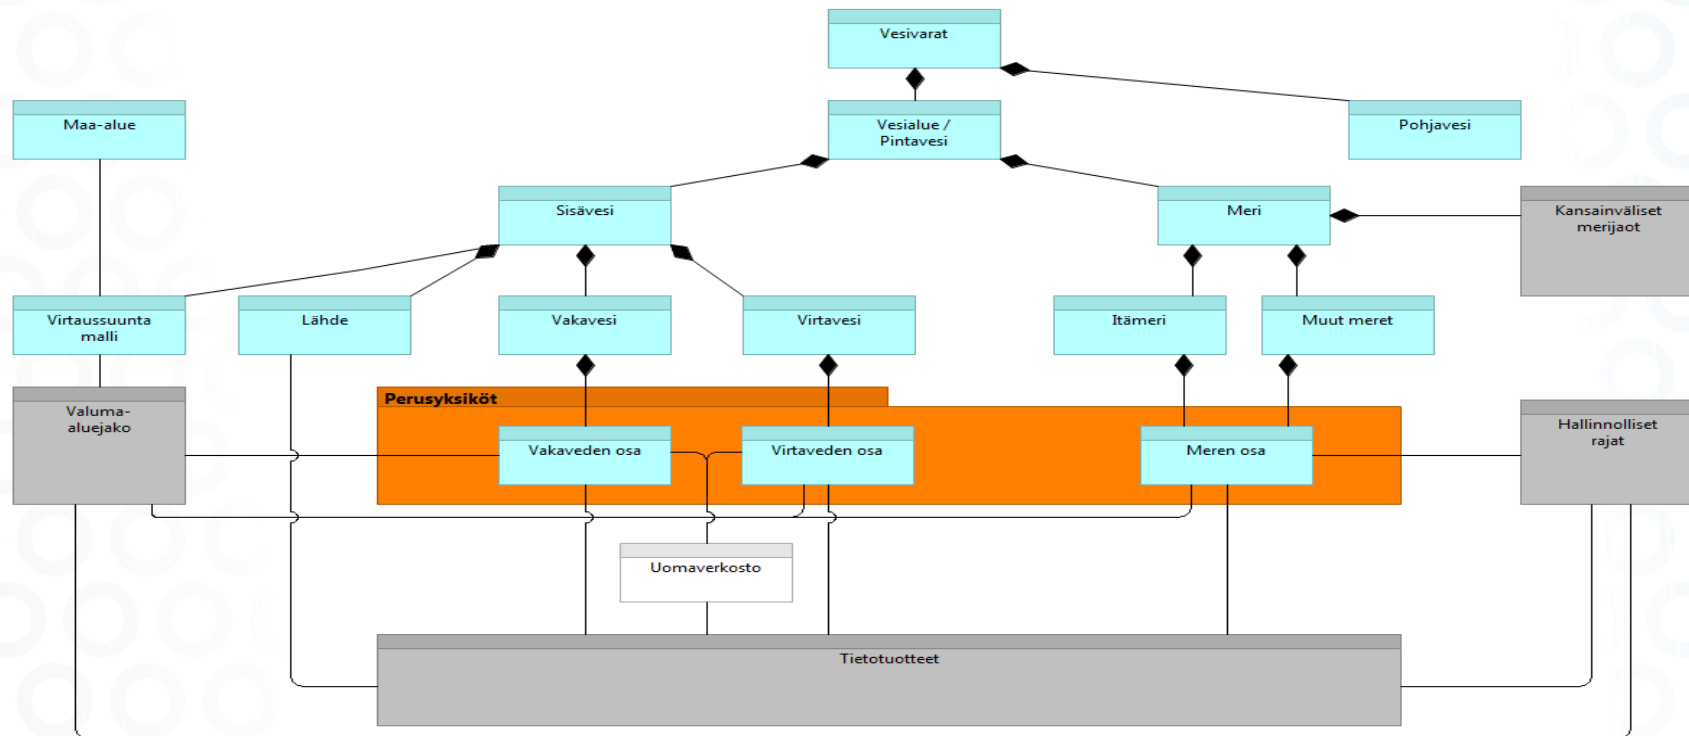 Vesivarat
Maa-alue
Vesialue /
Pintavesi
Pohjavesi
Sisävesi
Meri
Kansainväliset
merijaot
Virtaussuunta
malli
Lähde
Vakavesi
Virtavesi
Itämeri
Muut meret
Perusyksiköt
Valuma-
aluejako
Hallinnolliset
rajat
Vakaveden osa
Virtaveden osa
Meren osa
Uomaverkosto
Tietotuotteet